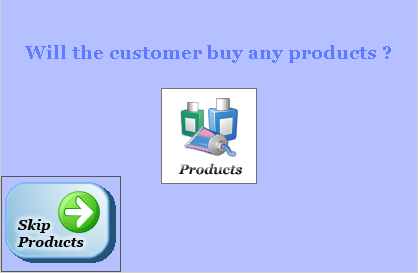 Will the customer buy any products ?
Products
Skip
Products